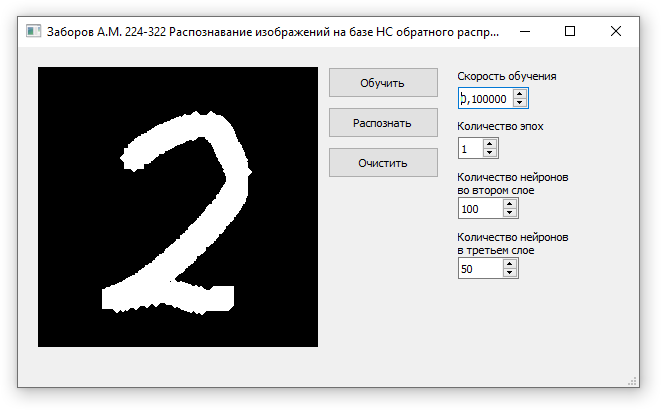 Заборов А.М. 224-322 Распознавание изображений на базе НС обратного распр...
2
Обучить
Распознать
Очистить
Скорость обучения
0,100000
Количество эпох
1
Количество нейронов
во втором слое
100
Количество нейронов
в третьем слое
50